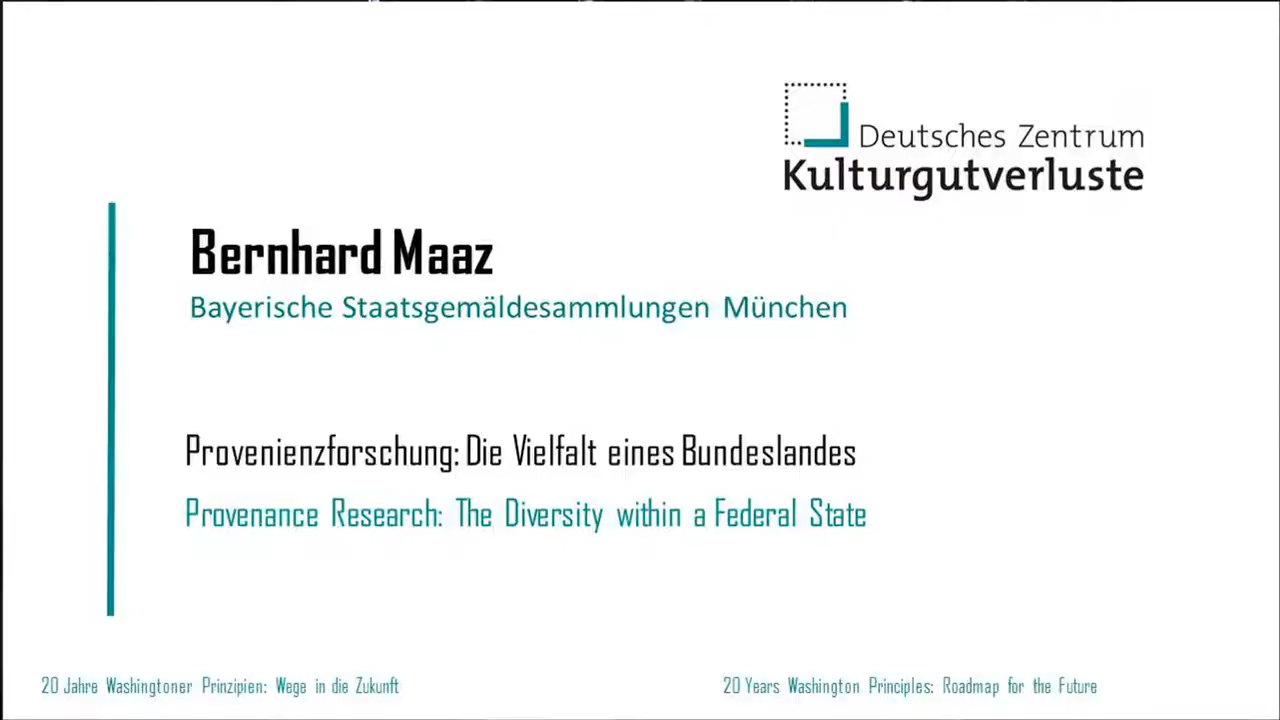 Deutsches Zentrum
Kulturgutverluste
Bernhard Maaz
Bayerische Staatsgemäldesammlungen München
Provenienzforschung: Die Vielfalt eines Bundeslandes
Provenance Research: The Diversity within a Federal State
20 Jahre Washingtoner Prinzipien: Wege in die Zukunft
20 Years Washington Principles: Roadmap for the Future